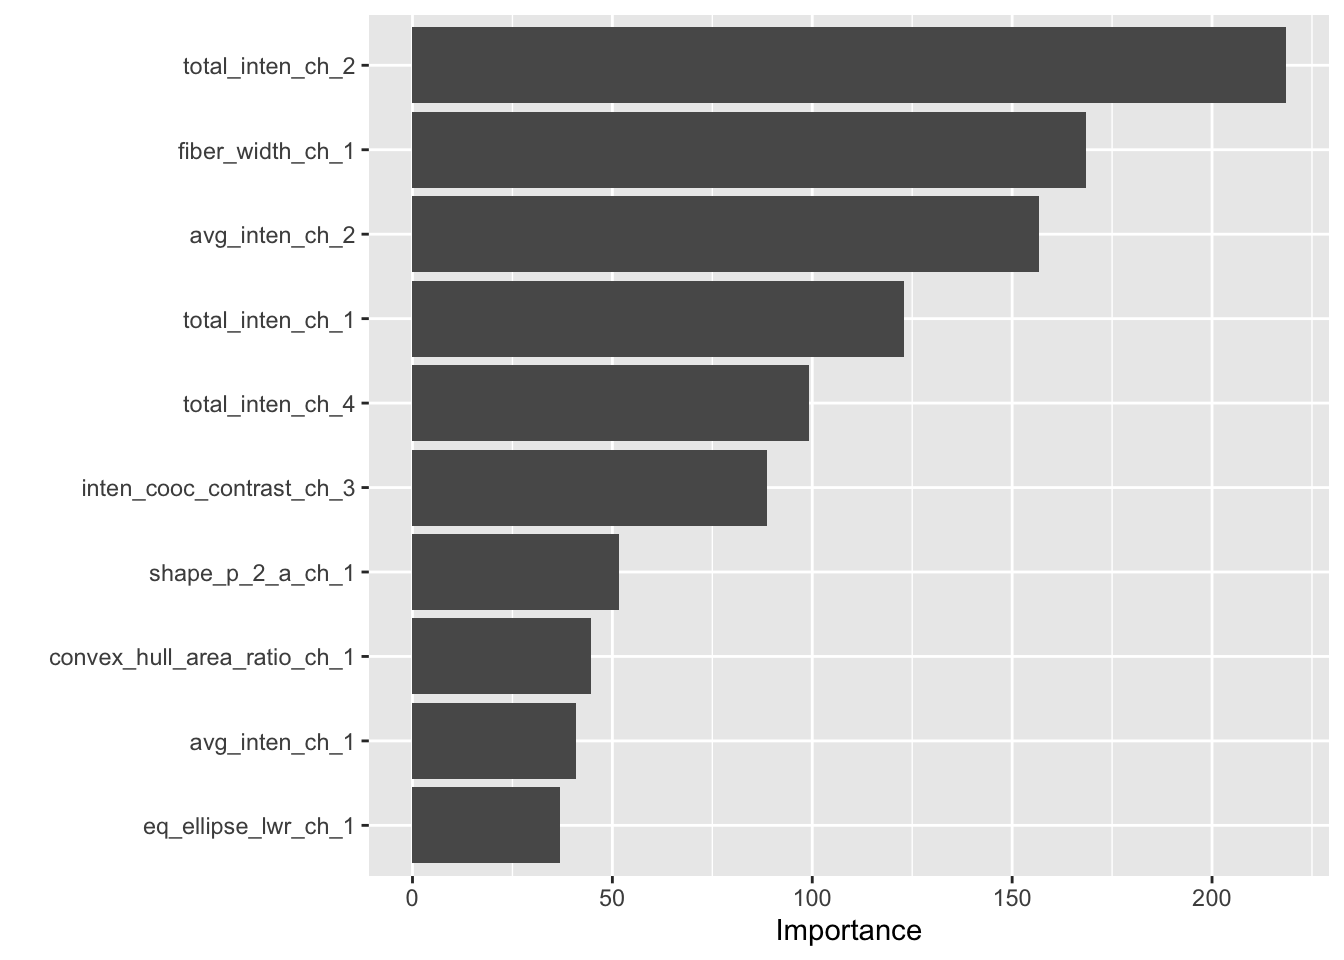 total_inten_ch_2
fiber_width_ch_1
avg_inten_ch_2
total_inten_ch_1
total_inten_ch_4
inten_cooc_contrast_ch_3
shape_p_2_a_ch_1
convex_hull_area_ratio_ch_1
avg_inten_ch_1
eq_ellipse_lwr_ch_1
0 50 100 150 200
Importance